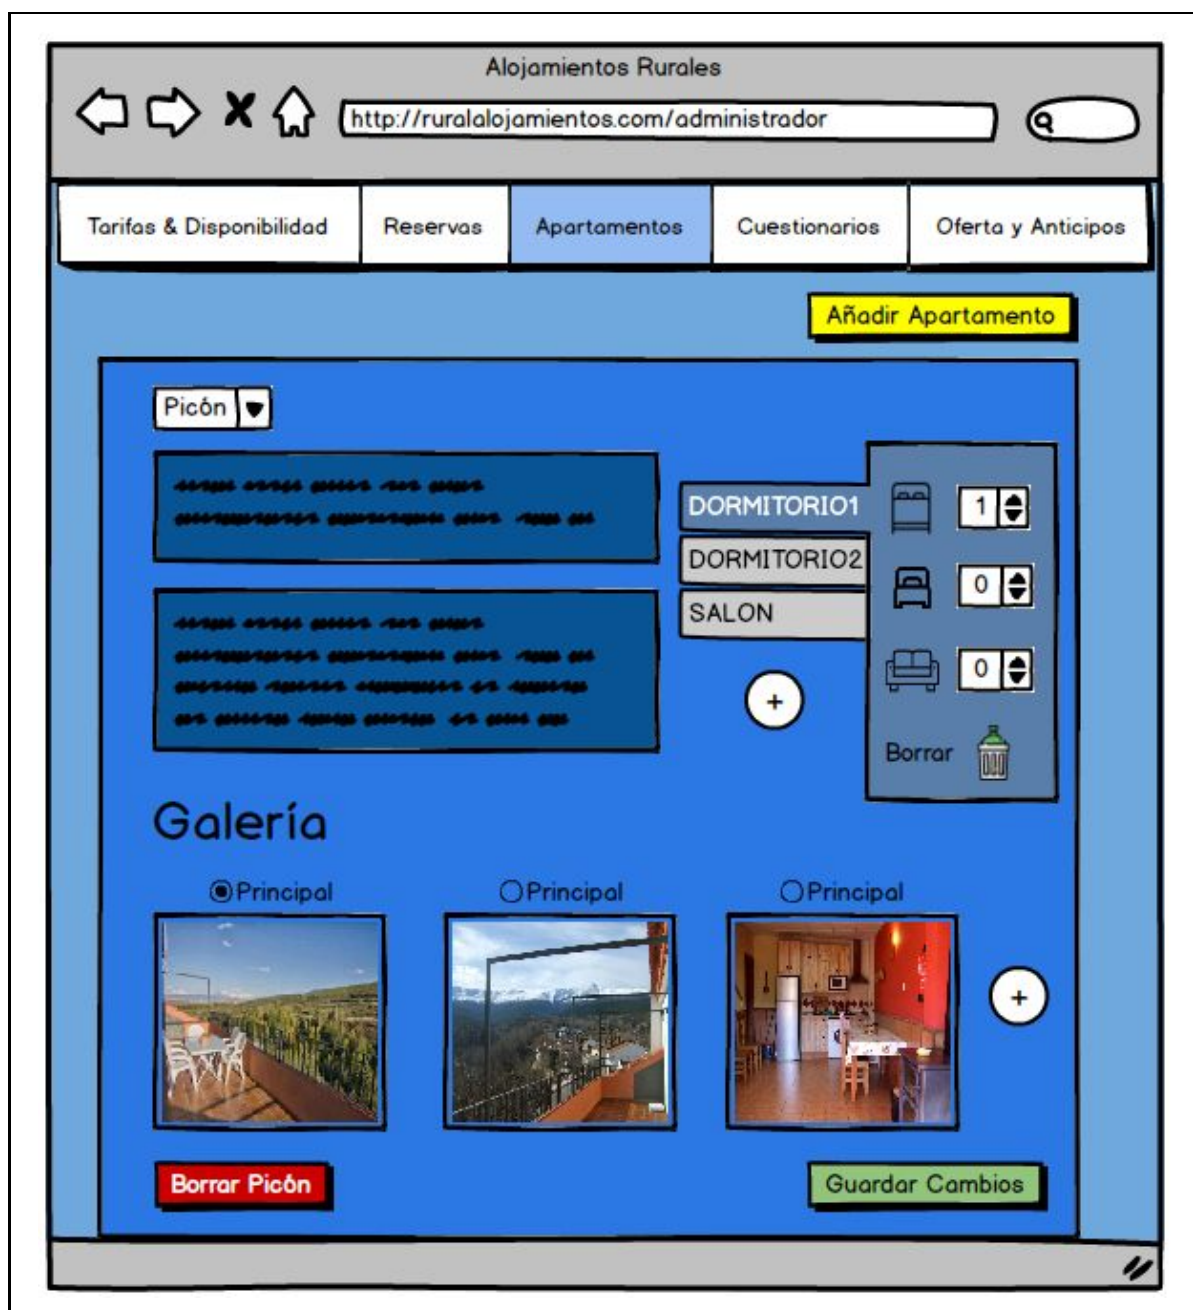 Alojamientos Rurales
http://ruralalojamientos.com/administrador
Tarifas & Disponibilidad
Reservas
Apartamentos
Cuestionarios
Oferta y Anticipos
Añadir Apartamento
Picón
DORMITORIO1
1
DORMITORIO2
0
SALON
0
+
Borrar
Galería
Principal
Principal
Principal
+
Borrar Picón
Guardar Cambios